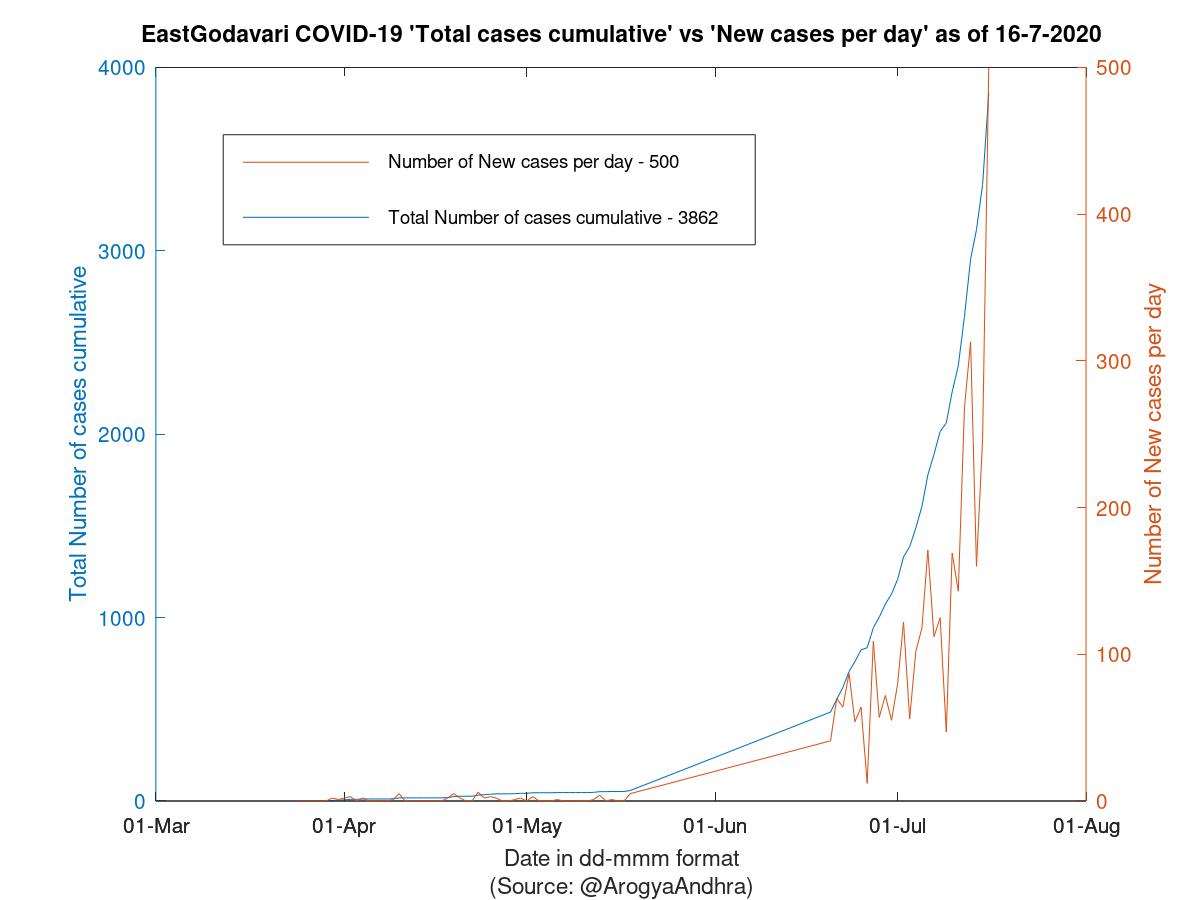 EastGodavari COVID-19 'Total cases cumulative' vs 'New cases per day' as of 16-7-2020
4000
3000
2000
1000
0
Total Number of cases cumulative
Number of New cases per day - 500
Total Number of cases cumulative - 3862
500
400
300
200
100
0
Number of New cases per day
01-Mar 01-Apr 01-May 01-Jun 01-Jul 01-Aug
Date in dd-mmm format
(Source: @ArogyaAndhra)